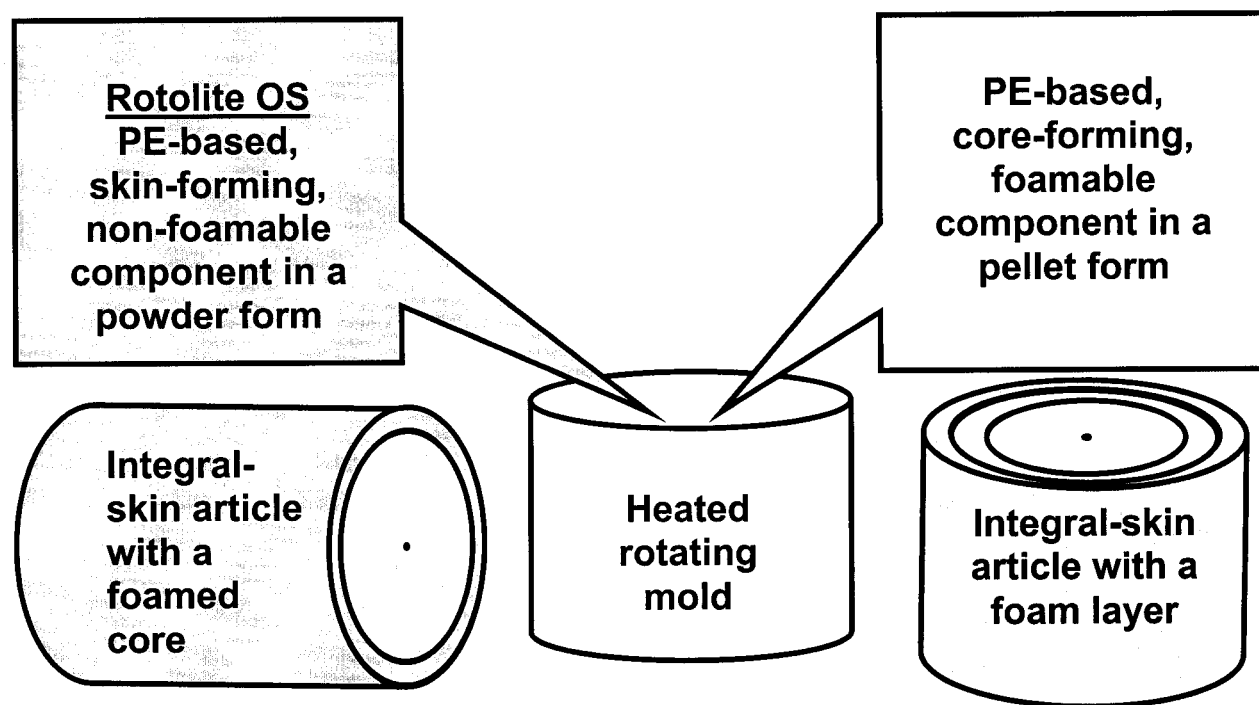 Rotolite OS
PE-based,
skin-forming,
non-foamable
component in a
powder form
PE-based,
core-forming,
foamable
component in a
pellet form
Integral-
skin article
with a
foamed
core
Heated
rotating
mold
Integral-skin
article with a
foam layer